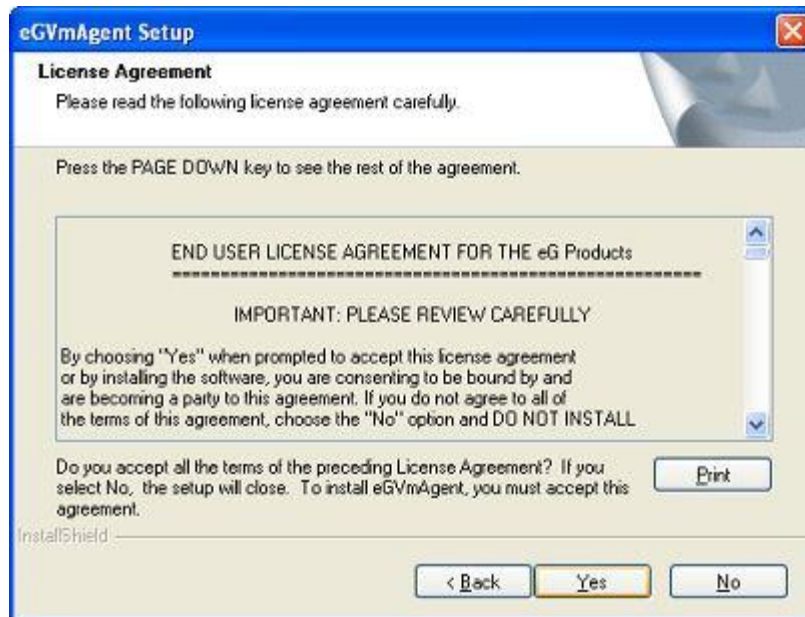 eGVmAgent Setup
License Agreement
Please read the following license agreement carefully.
Press the PAGE DOWN key to see the rest of the agreement.
END USER LICENSE AGREEMENT FOR THE eG Products
=======================================================
IMPORTANT: PLEASE REVIEW CAREFULLY
By choosing "Yes" when prompted to accept this license agreement
or by installing the software, you are consenting to be bound by and
are becoming a party to this agreement. If you do not agree to all of
the terms of this agreement, choose the "No" option and DO NOT INSTALL
Do you accept all the terms of the preceding License Agreement? If you
select No, the setup will close. To install eGVmAgent, you must accept this
agreement.
Print
InstallShield
< Back
Yes
No